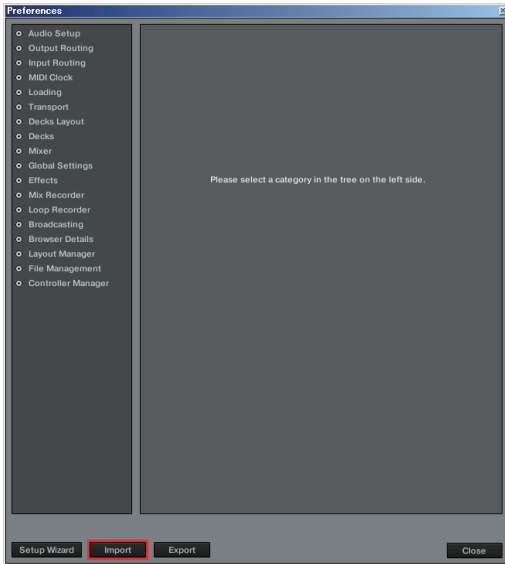 Preferences
Audio Setup
Output Routing
Input Routing
MIDI Clock
Loading
Transport
Decks Layout
Decks
Mixer
Global Settings
Effects
Mix Recorder
Loop Recorder
Broadcasting
Browser Details
Layout Manager
File Management
Controller Manager
Please select a category in the tree on the left side.
Setup Wizard Import Export Close